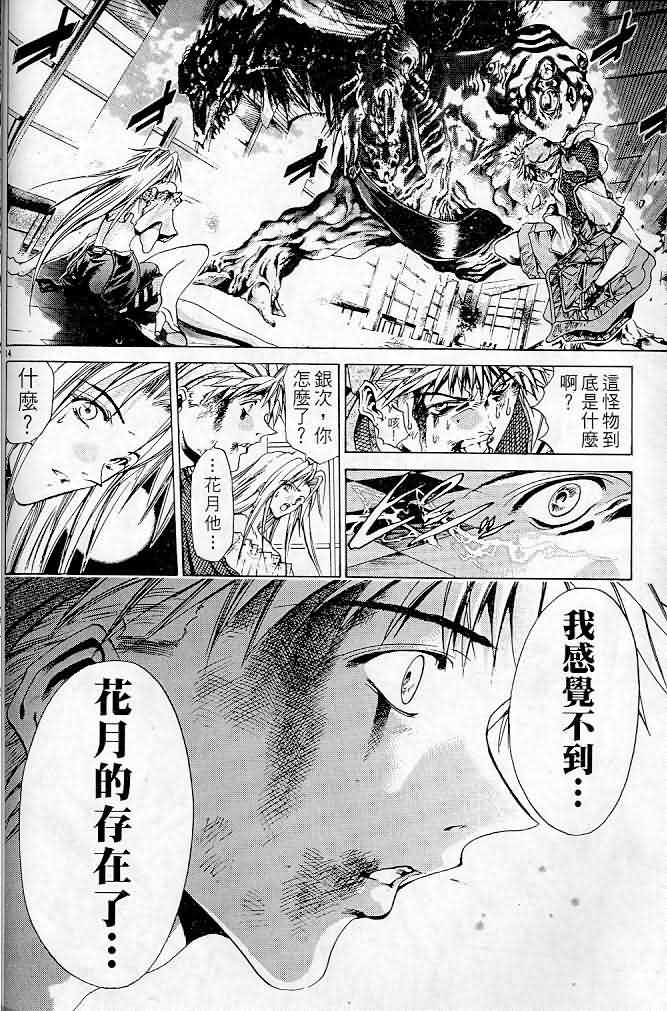 這怪物到
底是什麼
啊？
咳！
銀次，你
怎麼了？
…花月他…
什麼？
我感覺不到…
花月的存在了…